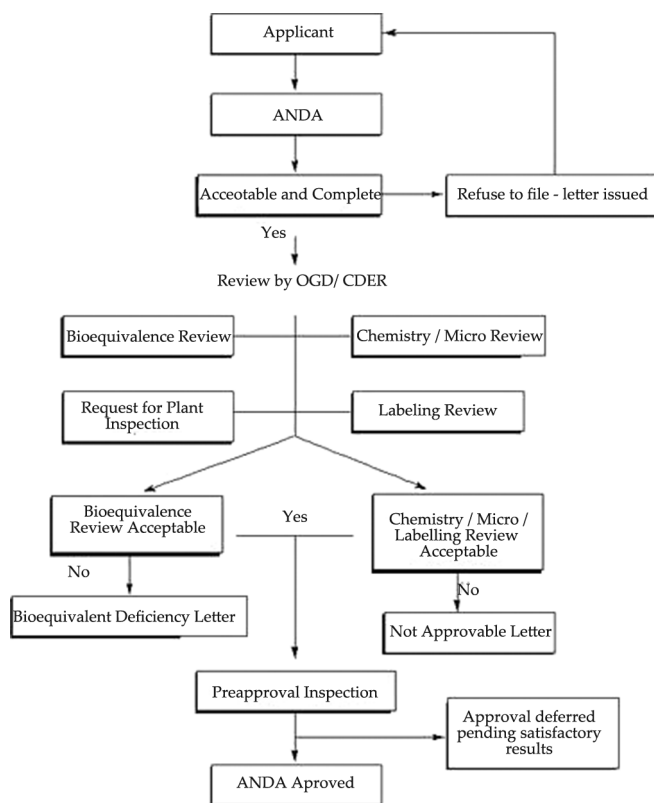 Applicant
ANDA
Acceotable and Complete
Refuse to file - letter issued
Yes
Review by OGD/ CDER
Bioequivalence Review
Chemistry / Micro Review
Request for Plant
Inspection
Labeling Review
Bioequivalence
Review Acceptable
Yes
Chemistry / Micro /
Labelling Review
Acceptable
No
No
Bioequivalent Deficiency Letter
Not Approvable Letter
Preapproval Inspection
Approval deferred
pending satisfactory
results
ANDA Aproved